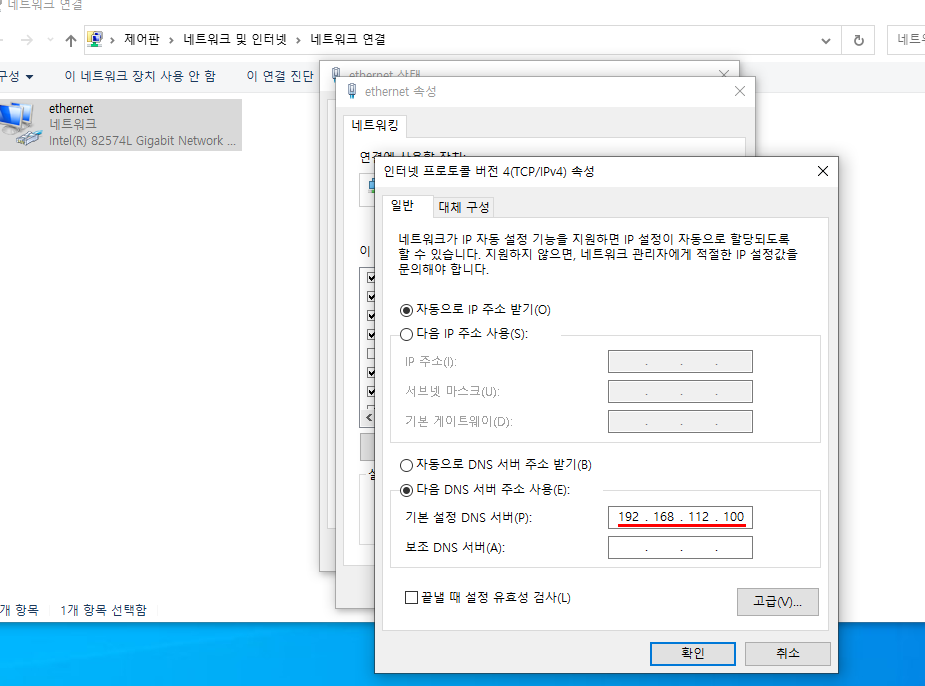 네트워크 연결
제어판 > 네트워크 및 인터넷 > 네트워크 연결
네트
구성
이 네트워크 장치 사용 안 함
이 연결 진단
ethernet 상태
ethernet
네트워크
Intel(R) 82574L Gigabit Network ...
ethernet 속성
네트워킹
연결에 사용할 장치:
이
인터넷 프로토콜 버전 4(TCP/IPv4) 속성
일반
대체 구성
네트워크가 IP 자동 설정 기능을 지원하면 IP 설정이 자동으로 할당되도록
할 수 있습니다. 지원하지 않으면, 네트워크 관리자에게 적절한 IP 설정값을
문의해야 합니다.
자동으로 IP 주소 받기(O)
다음 IP 주소 사용(S):
IP 주소(I):
서브넷 마스크(U):
기본 게이트웨이(D):
자동으로 DNS 서버 주소 받기(B)
다음 DNS 서버 주소 사용(E):
기본 설정 DNS 서버(P):
192 . 168 . 112 . 100
보조 DNS 서버(A):
끝낼 때 설정 유효성 검사(L)
고급(V)...
확인
취소
개 항목
1개 항목 선택함